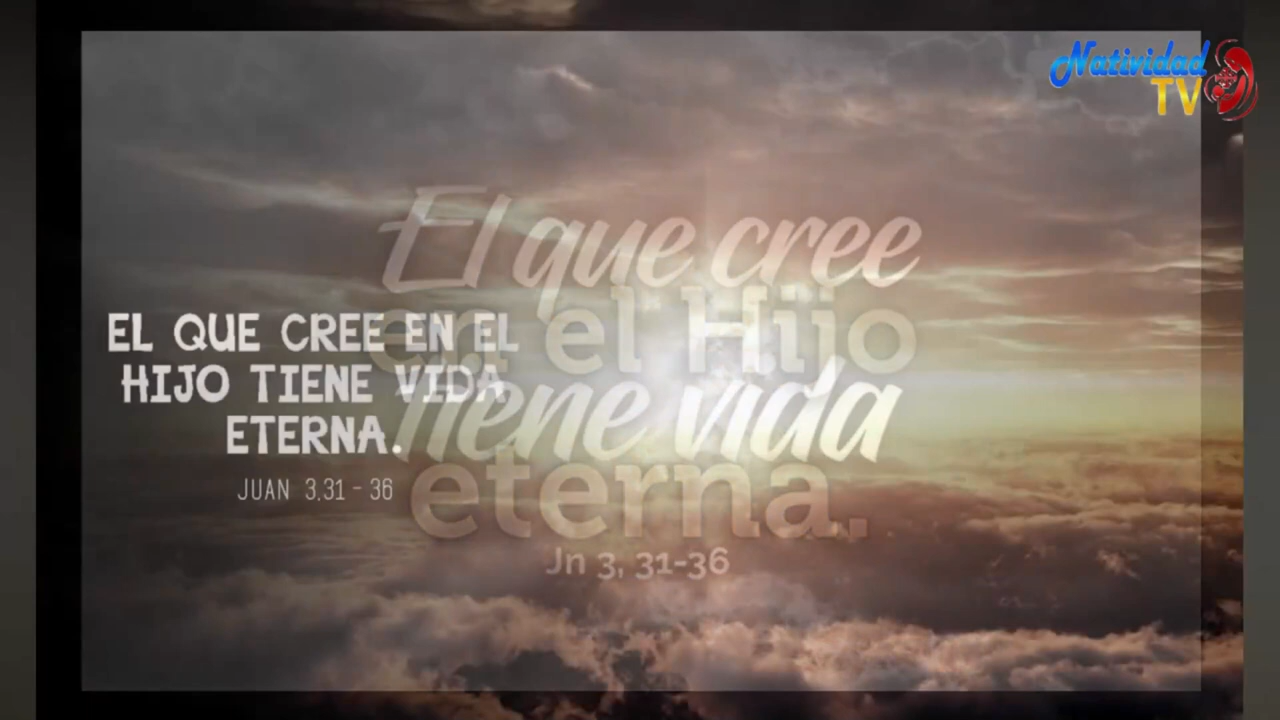 Natividad
TV
El que cree
en el Hijo
tiene vida
eterna.
Jn 3, 31-36
EL QUE CREE EN EL
HIJO TIENE VIDA
ETERNA.
JUAN 3,31 - 36